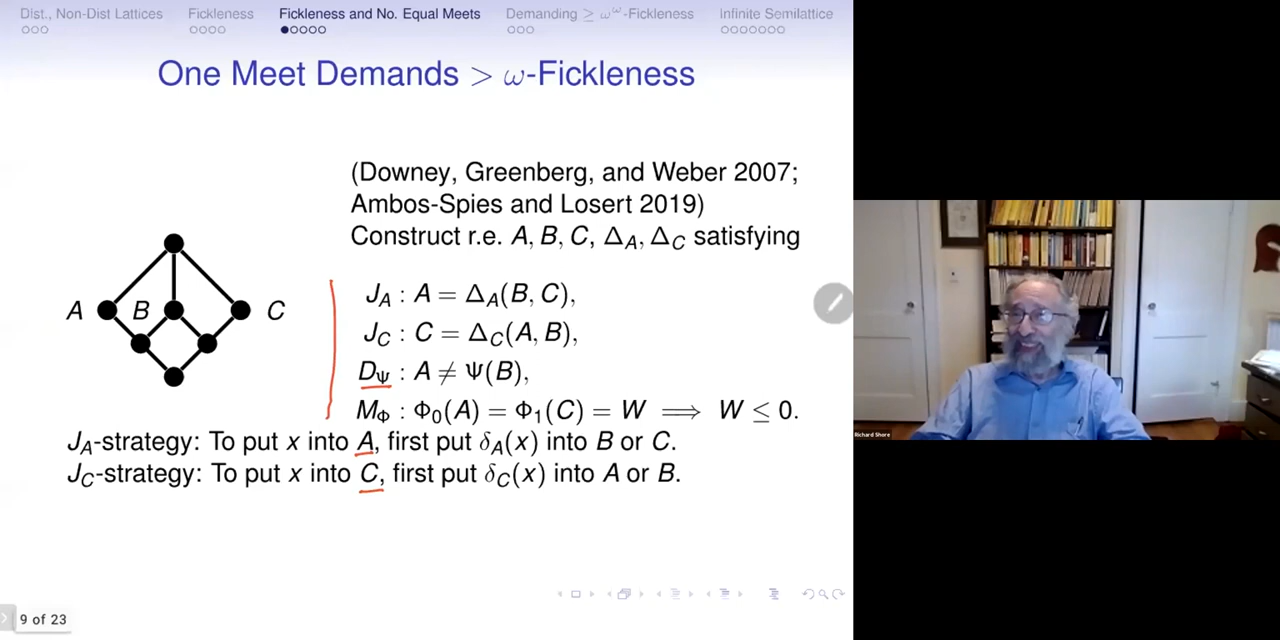 Dist., Non-Dist Lattices Fickleness Fickleness and No. Equal Meets Demanding ≥ ω^ω-Fickleness Infinite Semilattice
One Meet Demands > ω-Fickleness
(Downey, Greenberg, and Weber 2007;
Ambos-Spies and Losert 2019)
Construct r.e. A, B, C, Δ_A, Δ_C satisfying
J_A : A = Δ_A(B, C),
A B C
J_C : C = Δ_C(A, B),
D_Ψ : A ≠ Ψ(B),
M_Φ : Φ_0(A) = Φ_1(C) = W ⟹ W ≤ 0.
J_A-strategy: To put x into A, first put δ_A(x) into B or C.
J_C-strategy: To put x into C, first put δ_C(x) into A or B.
Richard Shore
9 of 23